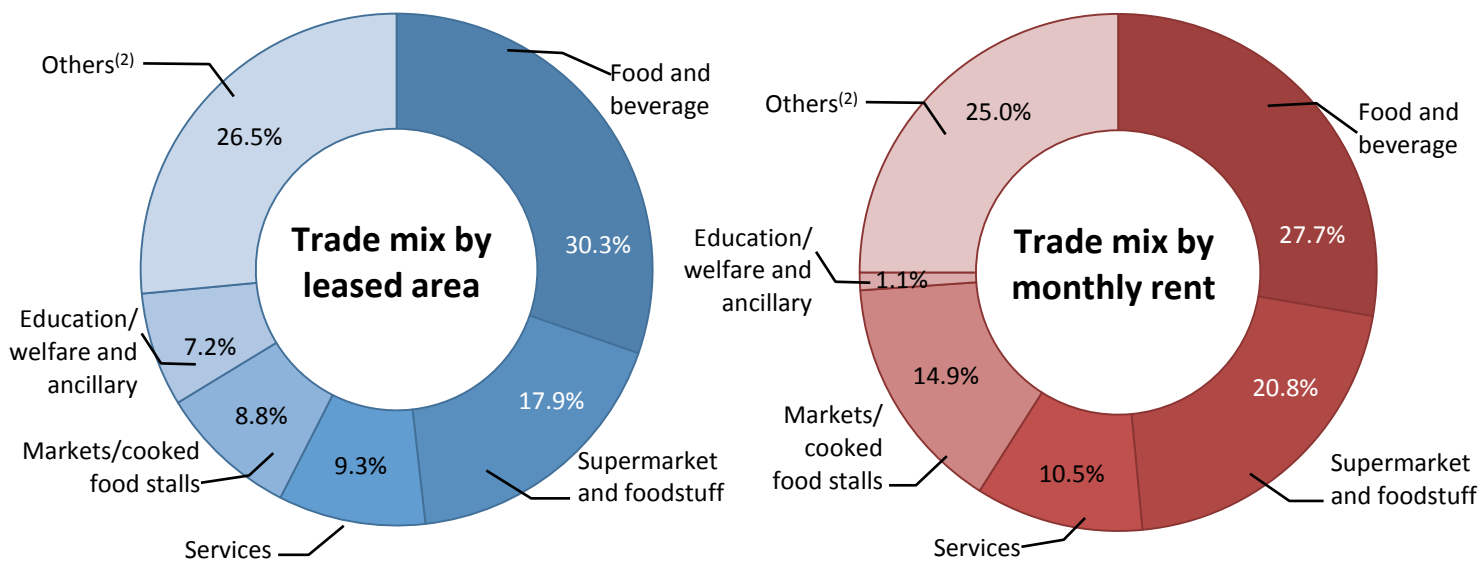 Others(2)
26.5%
Food and
beverage
30.3%
Trade mix by
leased area
Education/
welfare and
ancillary
7.2%
17.9%
Markets/cooked
food stalls
8.8%
9.3%
Supermarket
and foodstuff
Services
Others(2)
25.0%
Food and
beverage
27.7%
Trade mix by
monthly rent
Education/
welfare and
ancillary
1.1%
14.9%
20.8%
Markets/
cooked
food stalls
10.5%
Supermarket
and foodstuff
Services